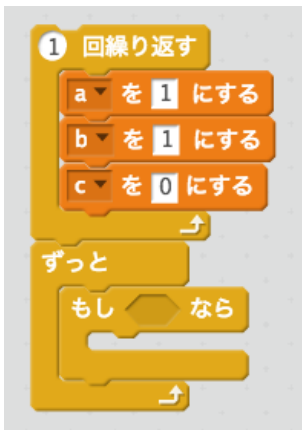 1 回繰り返す
a を 1 にする
b を 1 にする
c を 0 にする
ずっと
もし なら